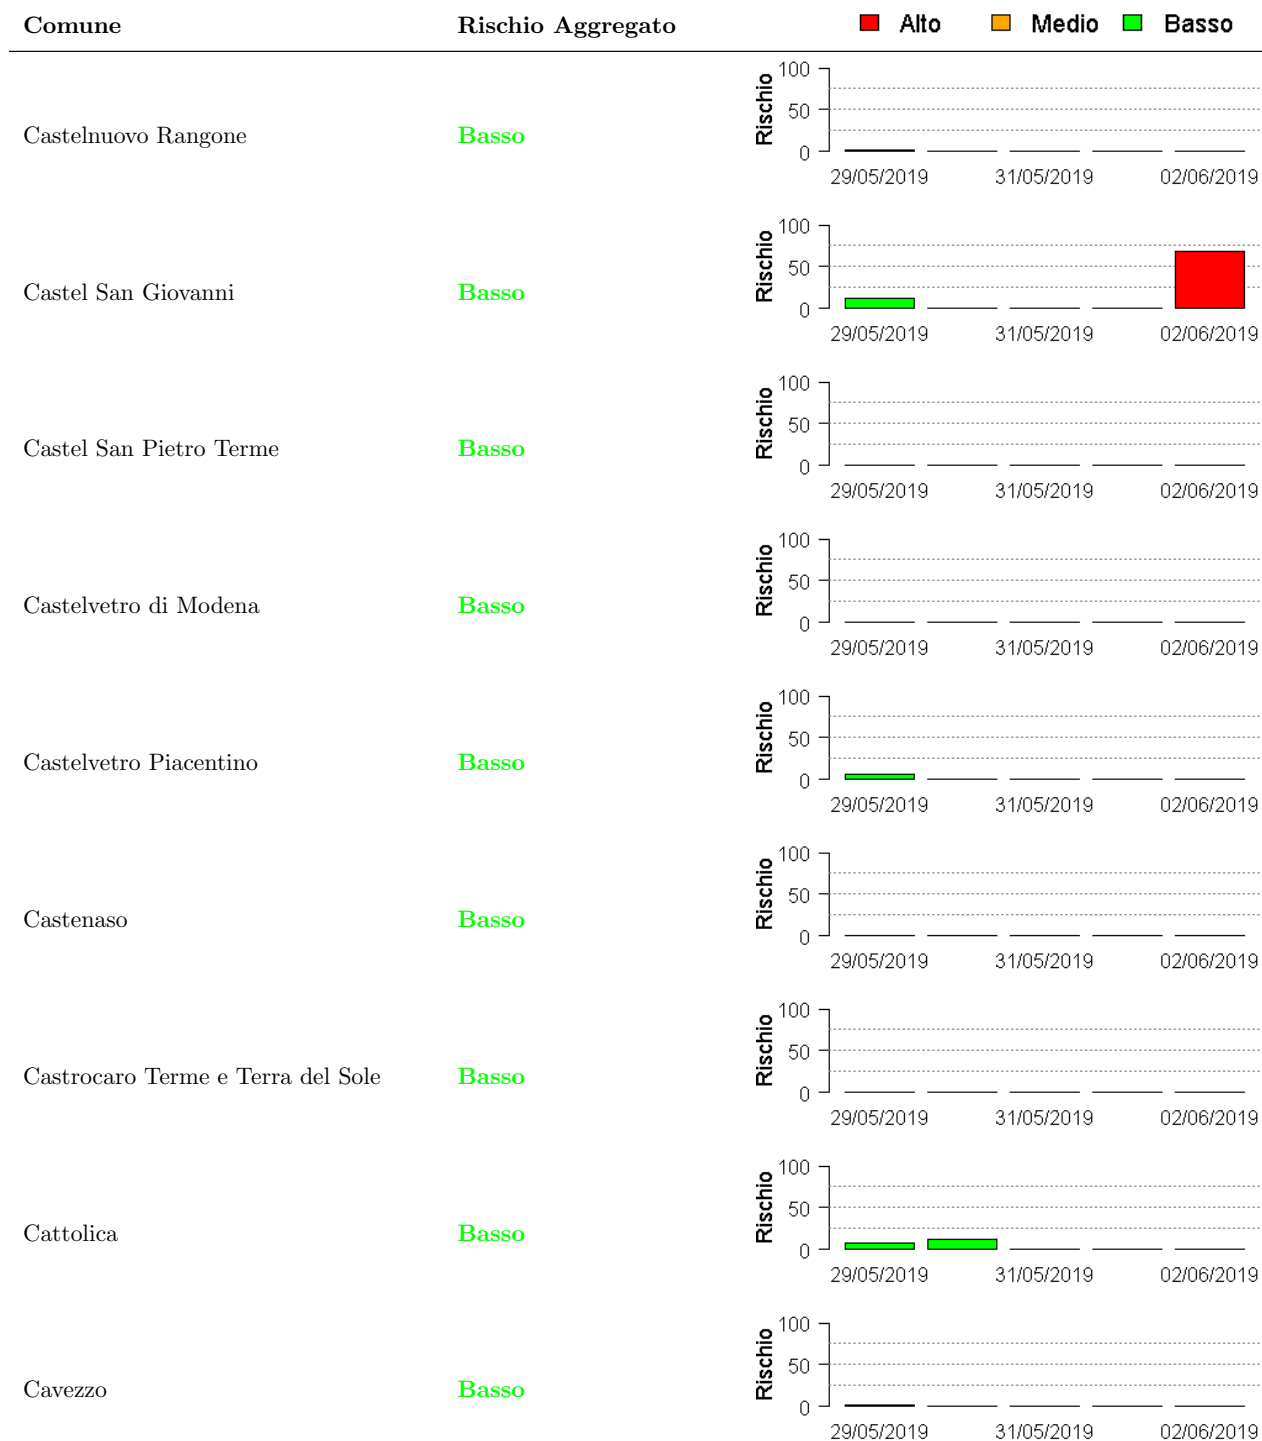 Comune Rischio Aggregato Alto Medio Basso
Castelnuovo Rangone Basso
Rischio
100
50
0
29/05/2019 31/05/2019 02/06/2019
Castel San Giovanni Basso
Rischio
100
50
0
29/05/2019 31/05/2019 02/06/2019
Castel San Pietro Terme Basso
Rischio
100
50
0
29/05/2019 31/05/2019 02/06/2019
Castelvetro di Modena Basso
Rischio
100
50
0
29/05/2019 31/05/2019 02/06/2019
Castelvetro Piacentino Basso
Rischio
100
50
0
29/05/2019 31/05/2019 02/06/2019
Castenaso Basso
Rischio
100
50
0
29/05/2019 31/05/2019 02/06/2019
Castrocaro Terme e Terra del Sole Basso
Rischio
100
50
0
29/05/2019 31/05/2019 02/06/2019
Cattolica Basso
Rischio
100
50
0
29/05/2019 31/05/2019 02/06/2019
Cavezzo Basso
Rischio
100
50
0
29/05/2019 31/05/2019 02/06/2019